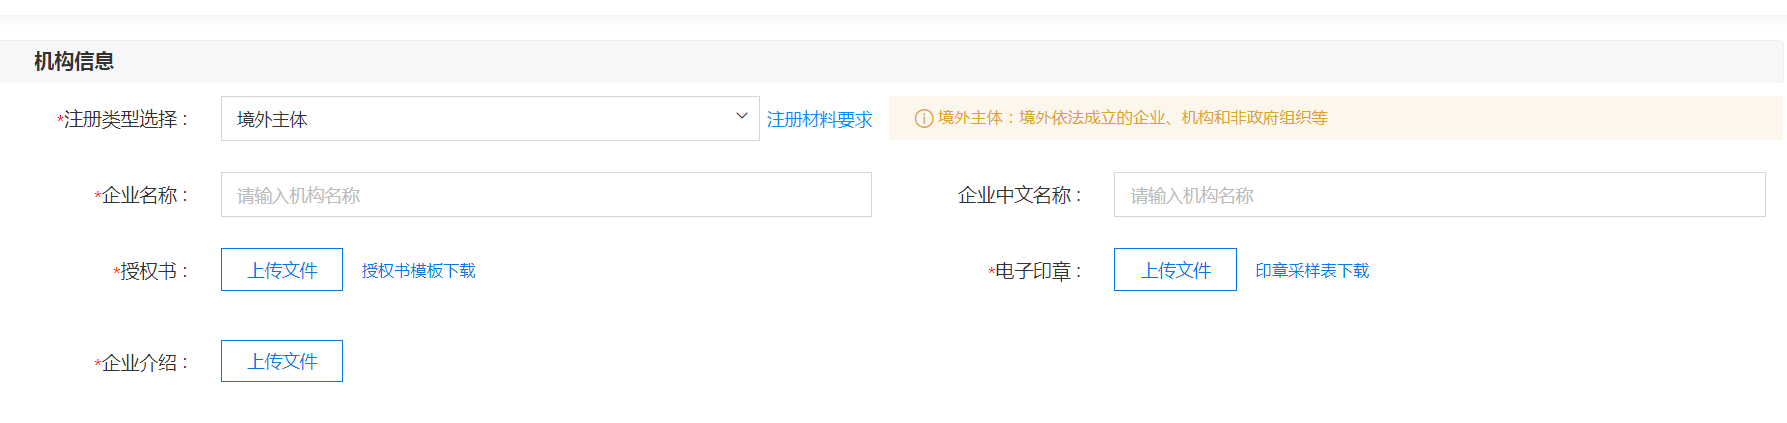 机构信息
*注册类型选择： 境外主体 注册材料要求 境外主体：境外依法成立的企业、机构和非政府组织等
*企业名称： 请输入机构名称 企业中文名称： 请输入机构名称
*授权书： 上传文件 授权书模板下载 *电子印章： 上传文件 印章采样表下载
*企业介绍： 上传文件